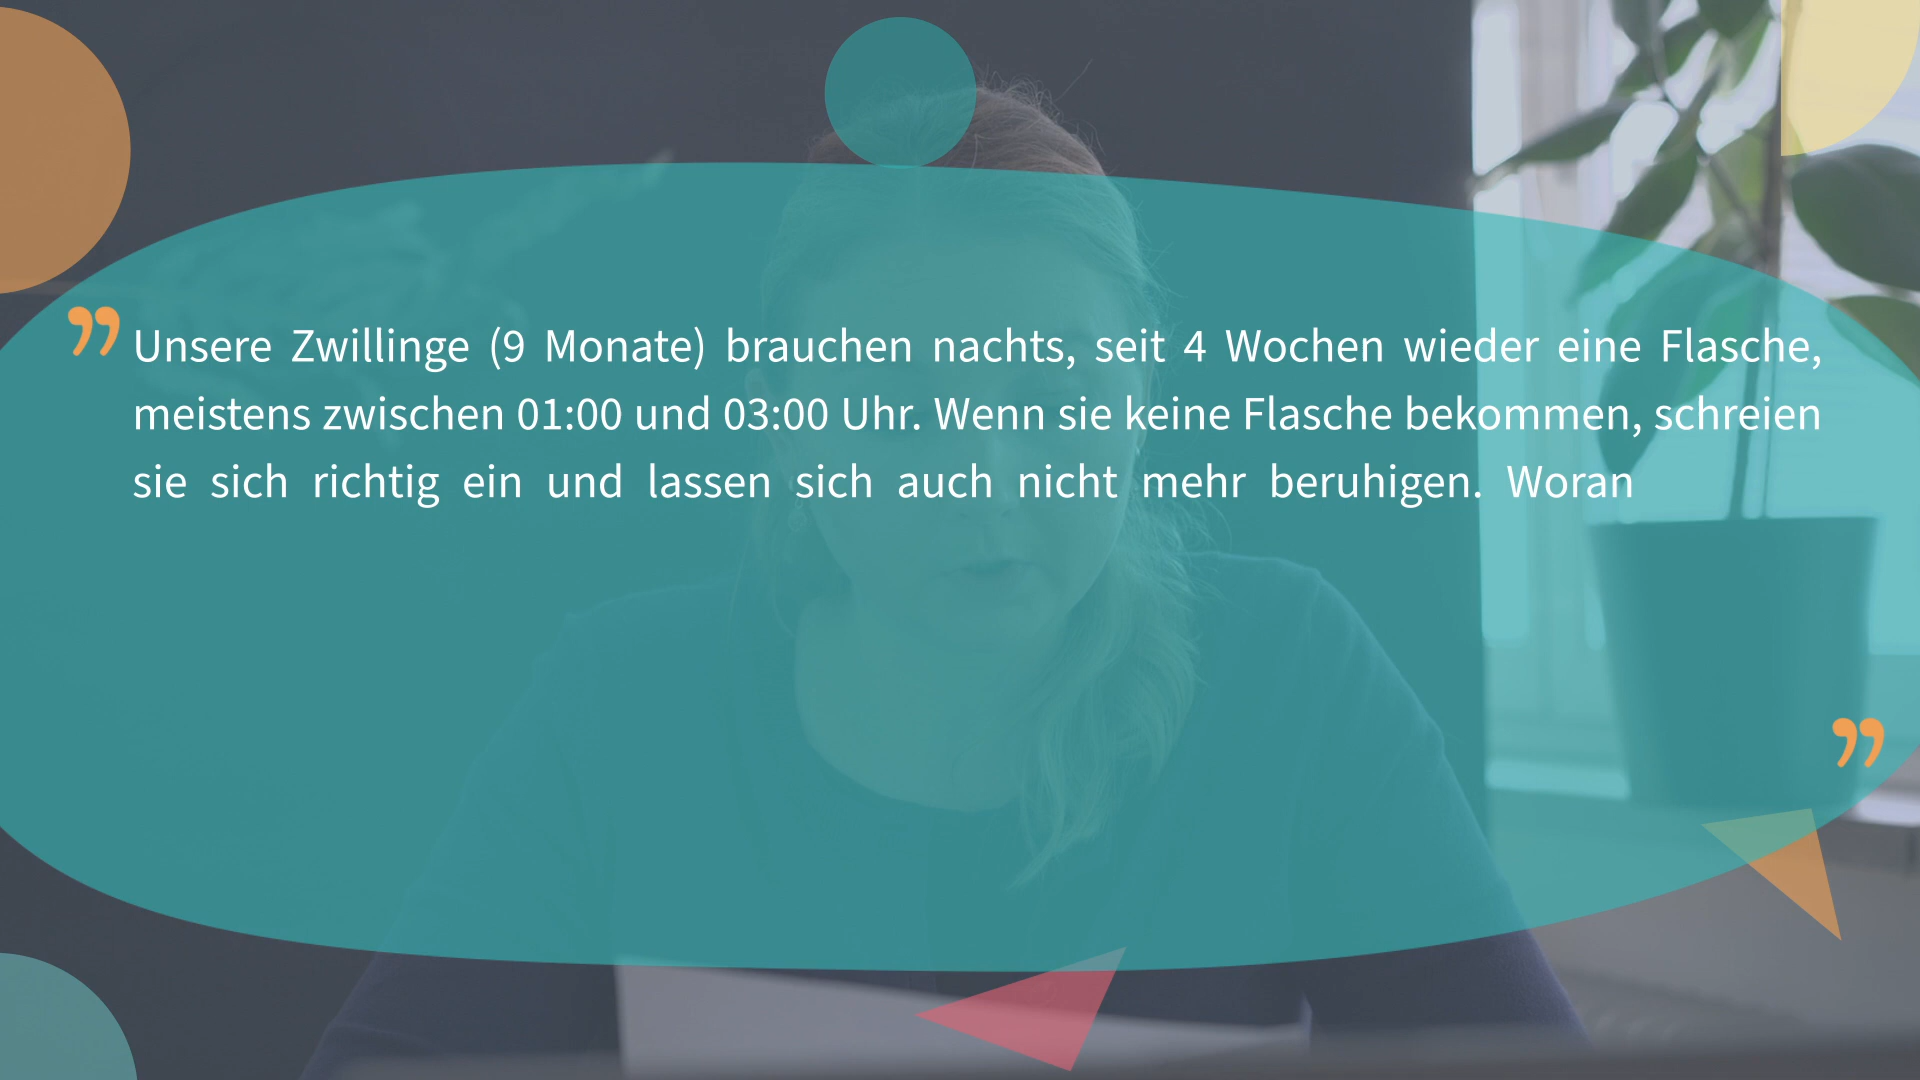 Unsere Zwillinge (9 Monate) brauchen nachts, seit 4 Wochen wieder eine Flasche,
meistens zwischen 01:00 und 03:00 Uhr. Wenn sie keine Flasche bekommen, schreien
sie sich richtig ein und lassen sich auch nicht mehr beruhigen. Woran